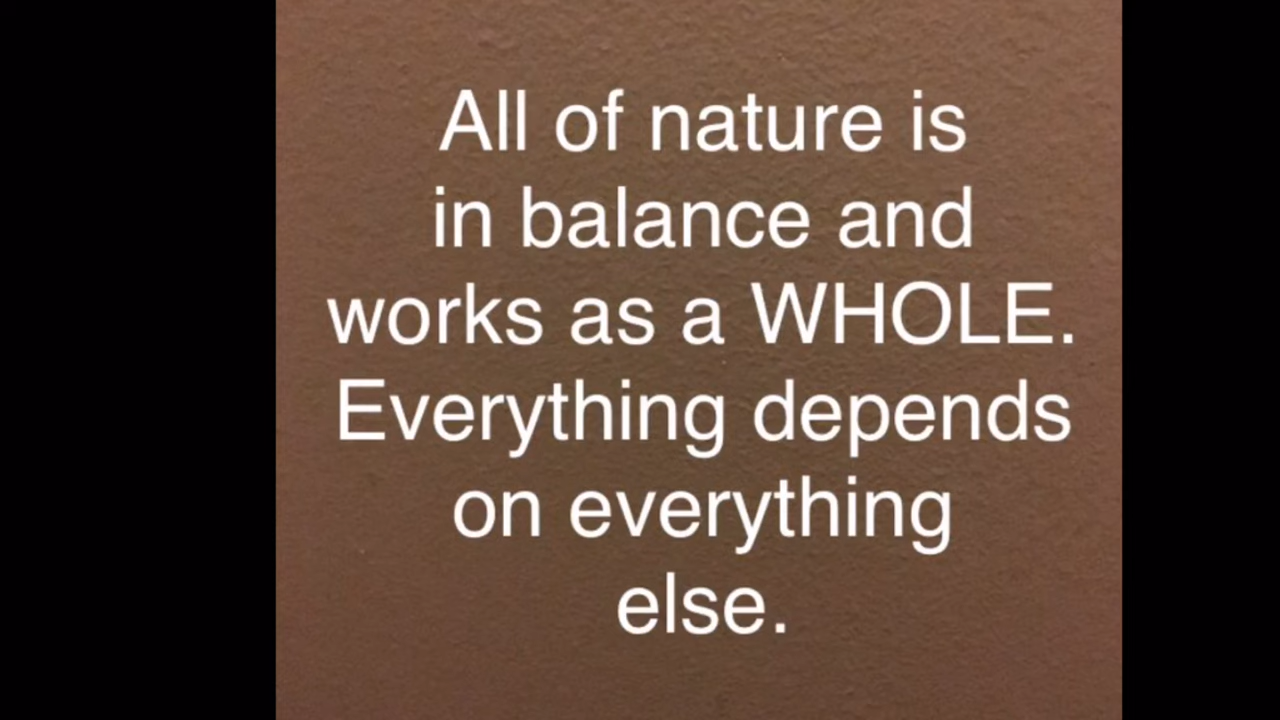 All of nature is
in balance and
works as a WHOLE.
Everything depends
on everything
else.